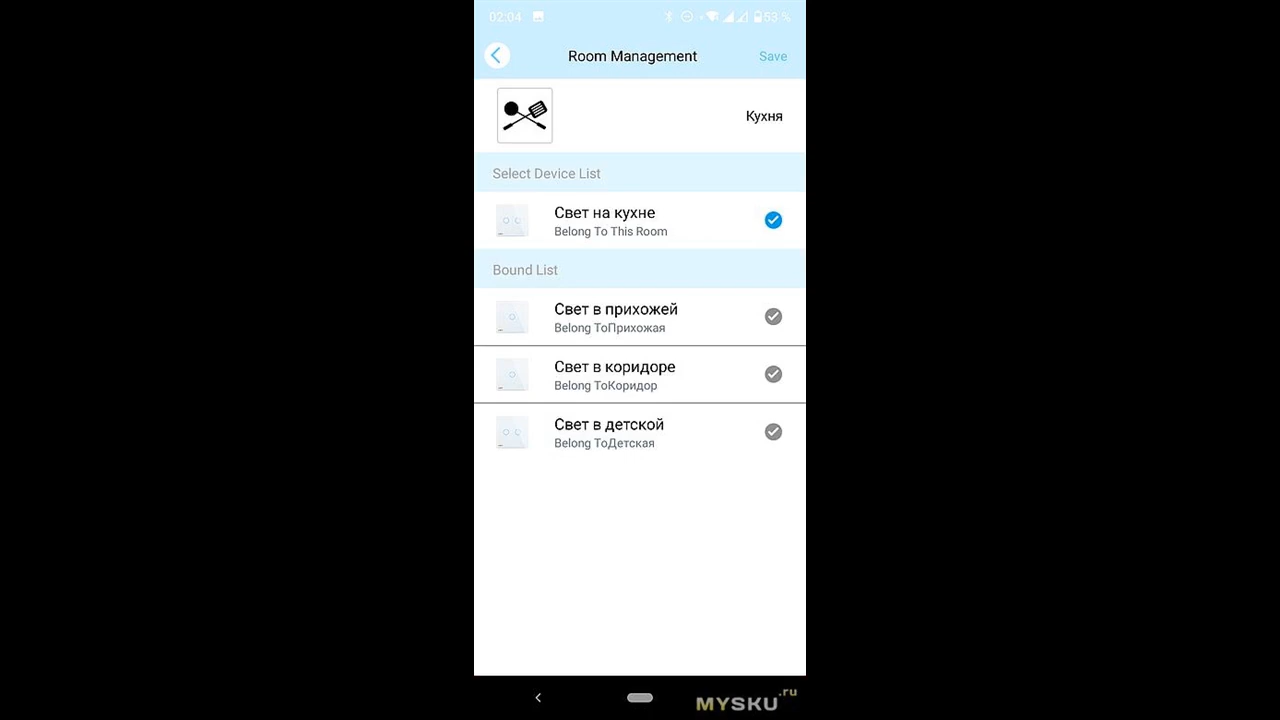 02:04 53 %
Room Management Save
Кухня
Select Device List
Свет на кухне
Belong To This Room
Bound List
Свет в прихожей
Belong ToПрихожая
Свет в коридоре
Belong ToКоридор
Свет в детской
Belong ToДетская
MYSKU.ru